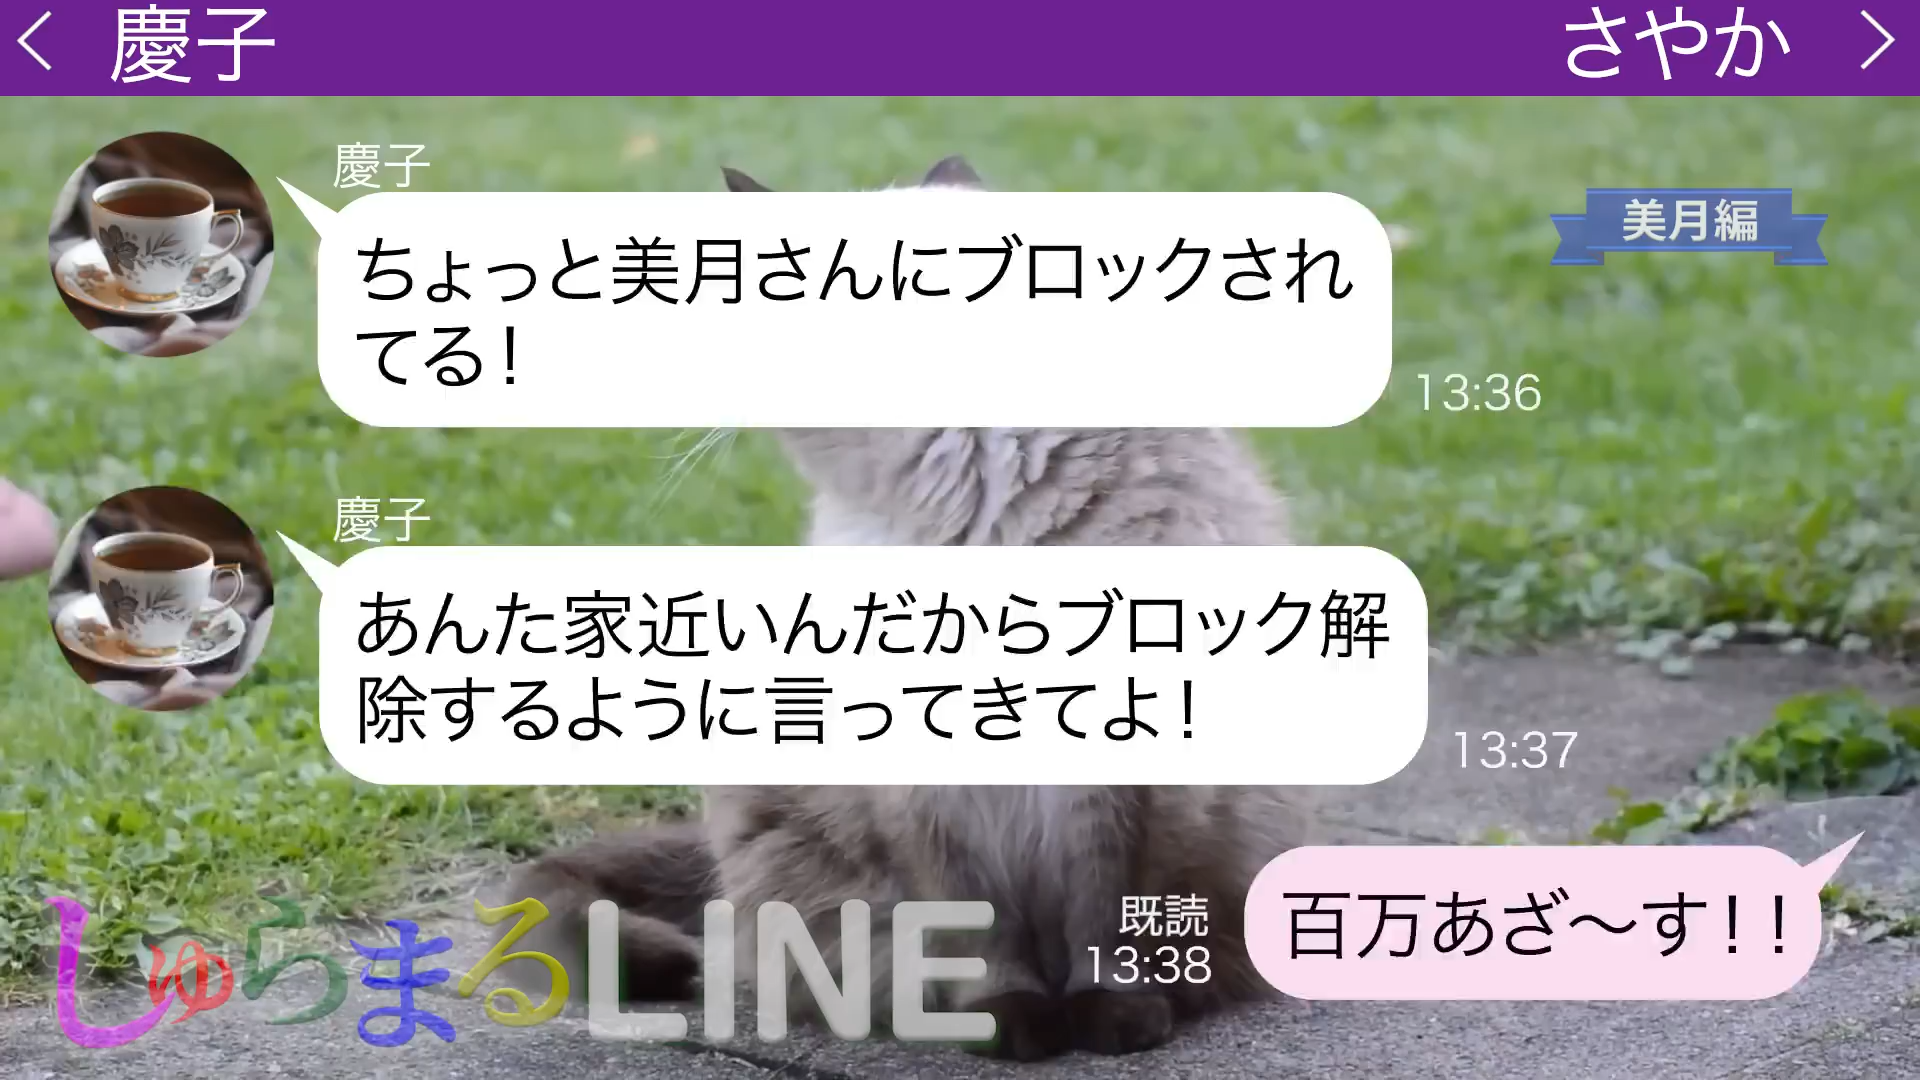 慶子
さやか
慶子
美月編
ちょっと美月さんにブロックされ
てる！
13:36
慶子
あんた家近いんだからブロック解
除するように言ってきてよ！
13:37
既読
13:38
百万あざ〜す！！
しゅらまるLINE